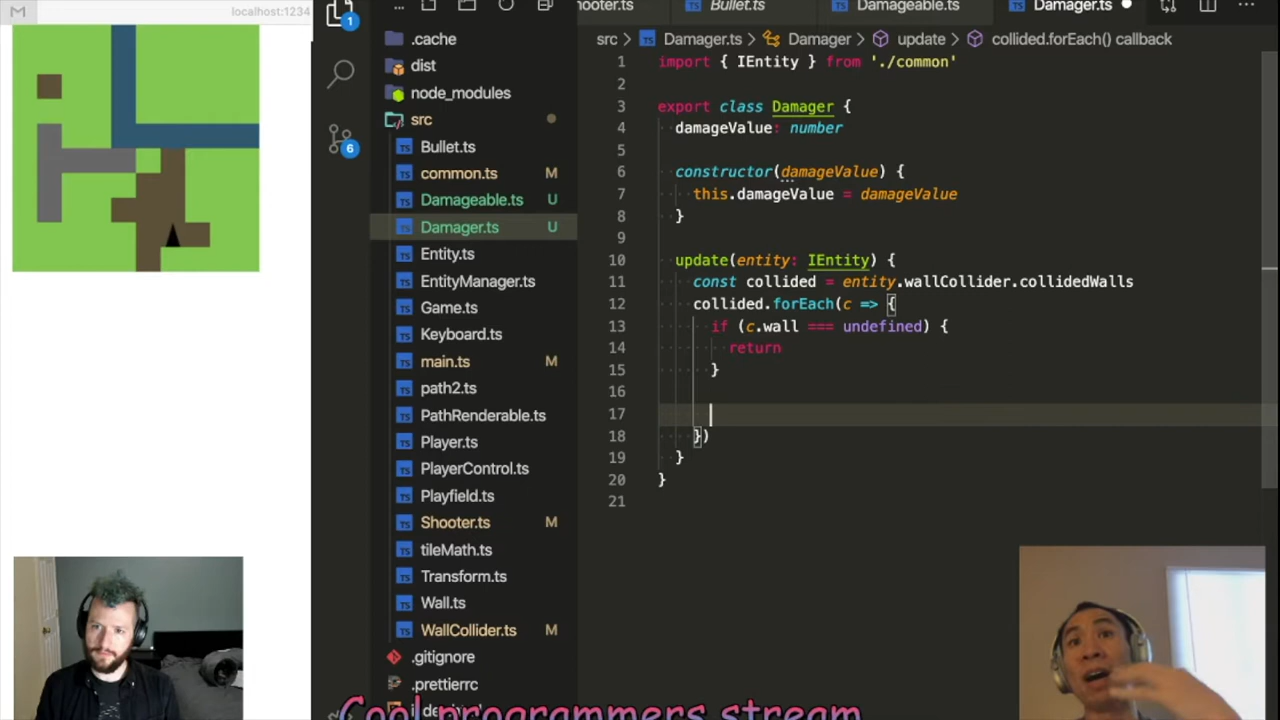 localhost:1234
M
...
hooter.ts
Bullet.ts
Damageable.ts
Damager.ts
...
1
6
.cache
dist
node_modules
src
Bullet.ts
common.ts M
Damageable.ts U
Damager.ts U
Entity.ts
EntityManager.ts
Game.ts
Keyboard.ts
main.ts M
path2.ts
PathRenderable.ts
Player.ts
PlayerControl.ts
Playfield.ts
Shooter.ts M
tileMath.ts
Transform.ts
Wall.ts
WallCollider.ts M
.gitignore
.prettierrc
src > TS Damager.ts > Damager > update > collided.forEach() callback
1 import { IEntity } from './common'
2
3 export class Damager {
4 damageValue: number
5
6 constructor(damageValue) {
7 this.damageValue = damageValue
8 }
9
10 update(entity: IEntity) {
11 const collided = entity.wallCollider.collidedWalls
12 collided.forEach(c => {
13 if (c.wall === undefined) {
14 return
15 }
16
17
18 })
19 }
20 }
21
Cool programmers stream